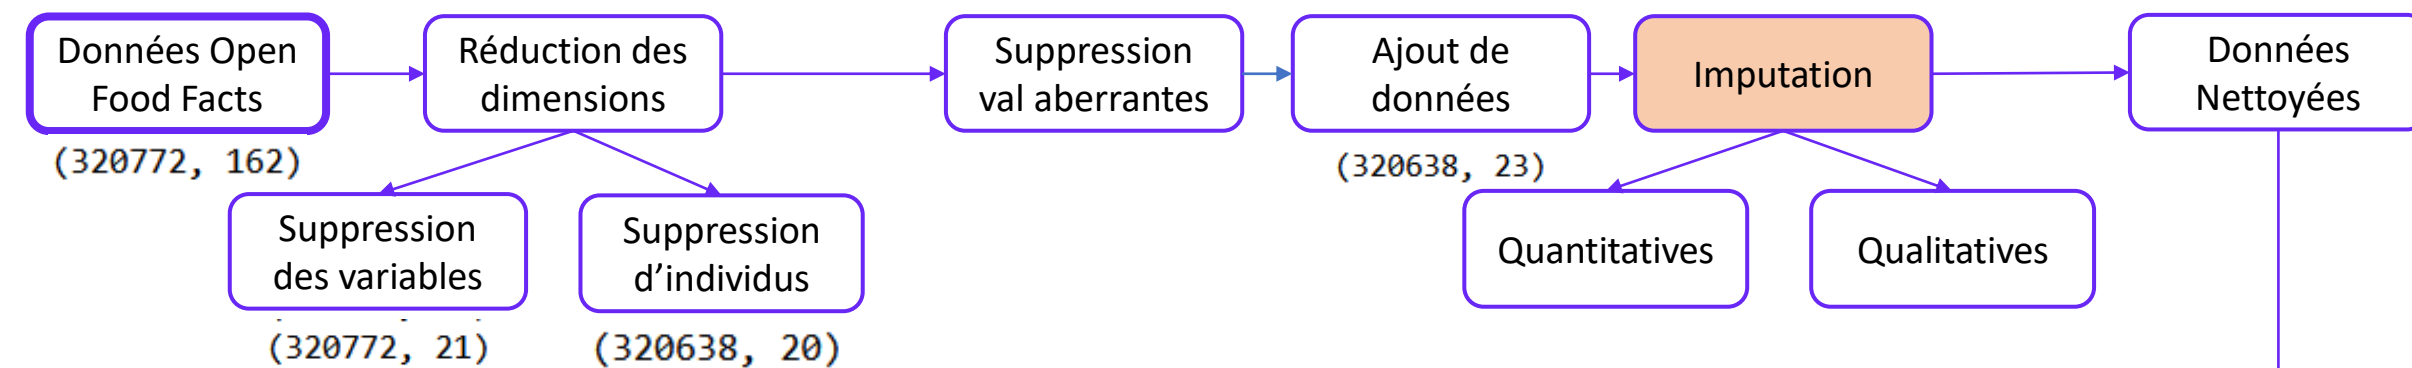 Données Open
Food Facts
(320772, 162)
Réduction des
dimensions
Suppression
des variables
(320772, 21)
Suppression
d’individus
(320638, 20)
Suppression
val aberrantes
Ajout de
données
(320638, 23)
Imputation
Quantitatives
Qualitatives
Données
Nettoyées